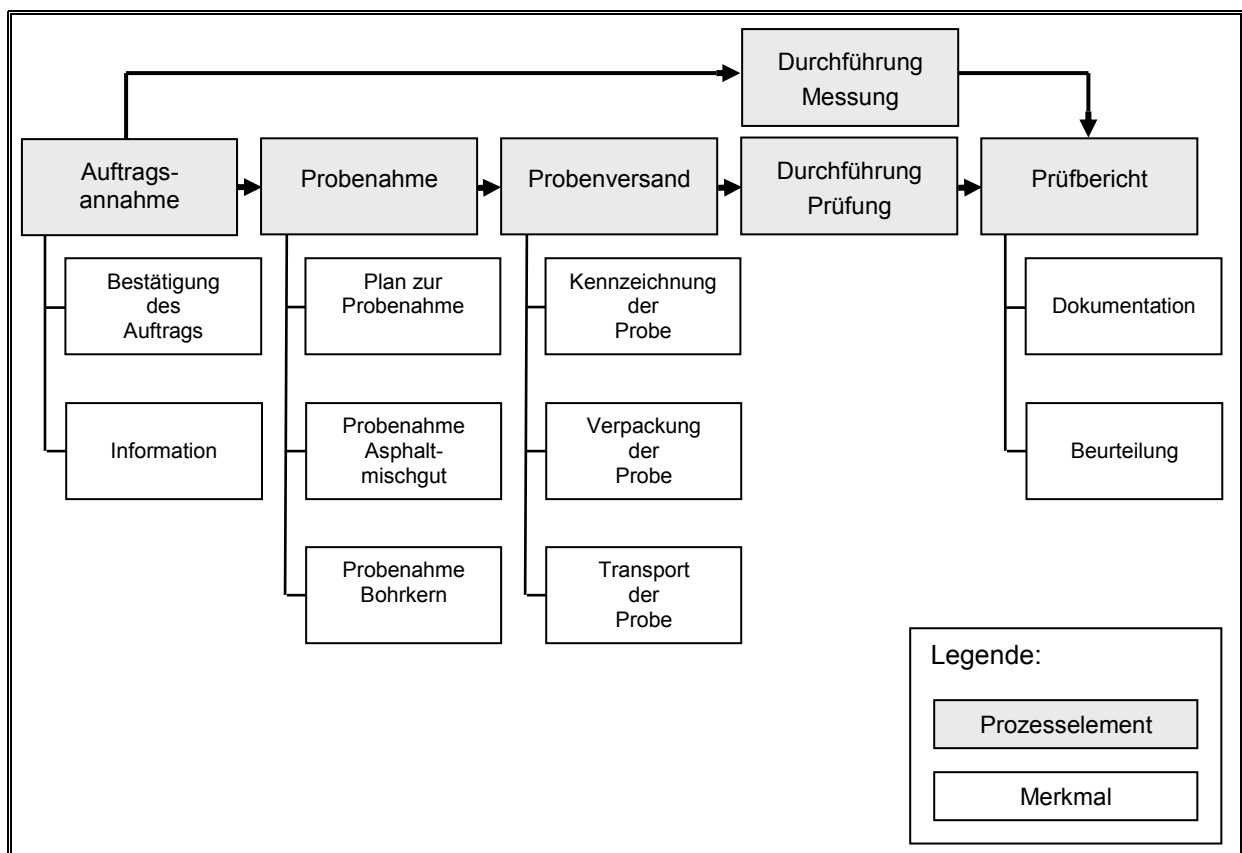 Durchführung
Messung
Auftrags-
annahme
Probenahme
Probenversand
Durchführung
Prüfung
Prüfbericht
Bestätigung
des
Auftrags
Information
Plan zur
Probenahme
Probenahme
Asphalt-
mischgut
Probenahme
Bohrkern
Kennzeichnung
der
Probe
Verpackung
der
Probe
Transport
der
Probe
Dokumentation
Beurteilung
Legende:
Prozesselement
Merkmal